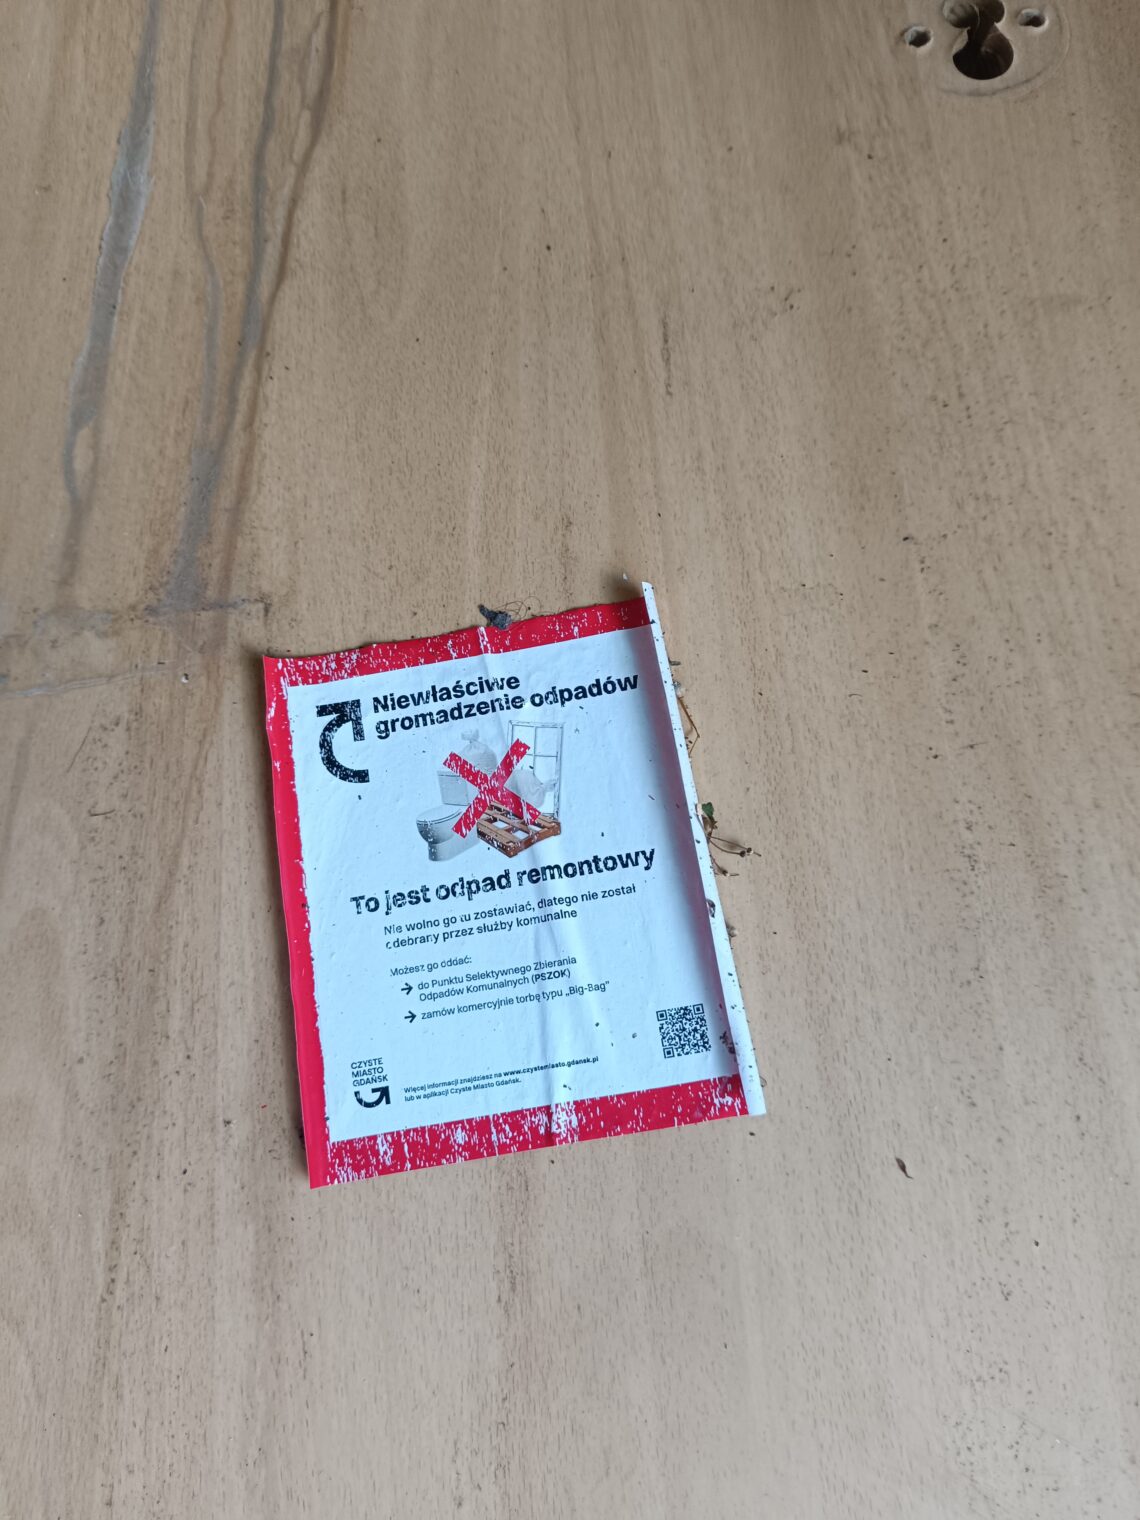 Niewłaściwe
gromadzenie odpadów
To jest odpad remontowy
Nie wolno go tu zostawiać, dlatego nie został
odebrany przez służby komunalne
Możesz go oddać:
→ do Punktu Selektywnego Zbierania
Odpadów Komunalnych (PSZOK)
→ zamów komercyjnie torbę typu „Big-Bag”
CZYSTE
MIASTO
GDAŃSK
Więcej informacji znajdziesz na www.czystemiasto.gdansk.pl
lub w aplikacji Czyste Miasto Gdańsk.